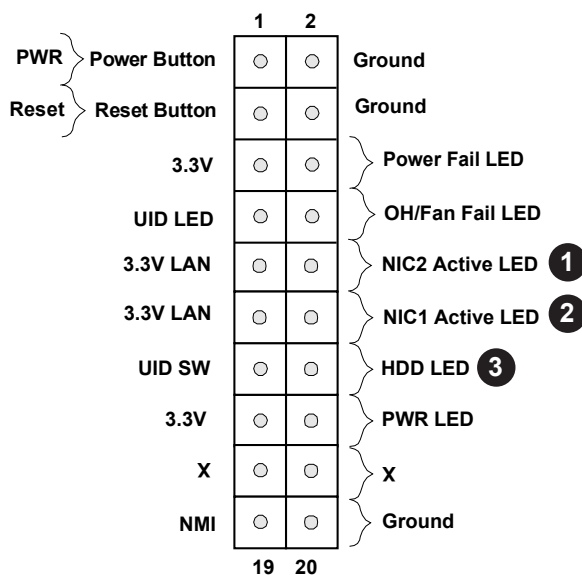 1 2
PWR Power Button Ground
Reset Reset Button Ground
3.3V Power Fail LED
UID LED OH/Fan Fail LED
3.3V LAN NIC2 Active LED 1
3.3V LAN NIC1 Active LED 2
UID SW HDD LED 3
3.3V PWR LED
X X
NMI Ground
19 20